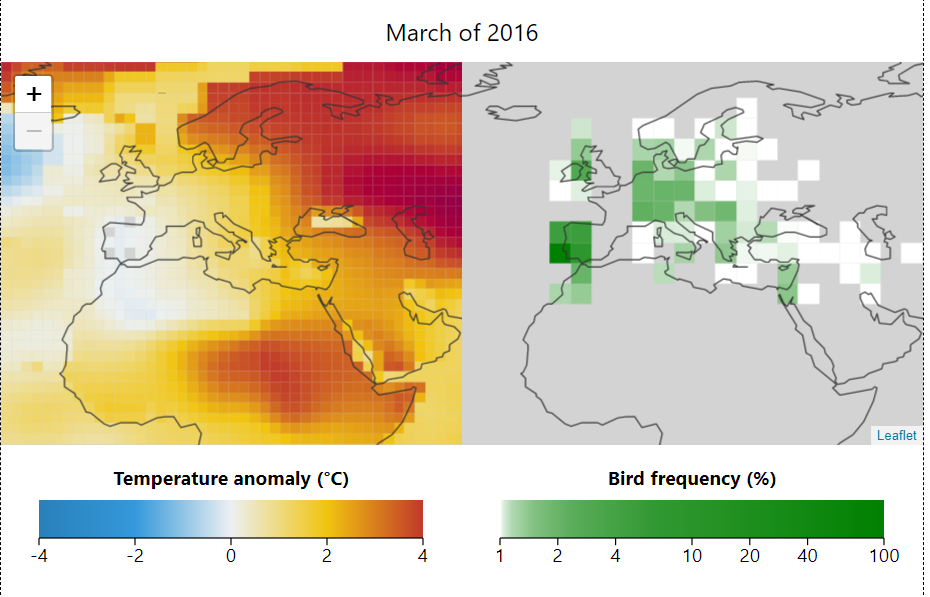 March of 2016
+
−
Leaflet
Temperature anomaly (°C)
-4 -2 0 2 4
Bird frequency (%)
1 2 4 10 20 40 100